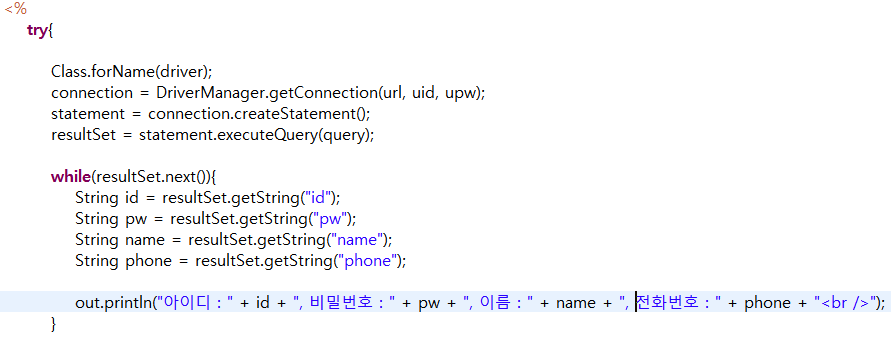 <%
try{
Class.forName(driver);
connection = DriverManager.getConnection(url, uid, upw);
statement = connection.createStatement();
resultSet = statement.executeQuery(query);
while(resultSet.next()){
String id = resultSet.getString("id");
String pw = resultSet.getString("pw");
String name = resultSet.getString("name");
String phone = resultSet.getString("phone");
out.println("아이디 : " + id + ", 비밀번호 : " + pw + ", 이름 : " + name + ", 전화번호 : " + phone + "<br />");
}